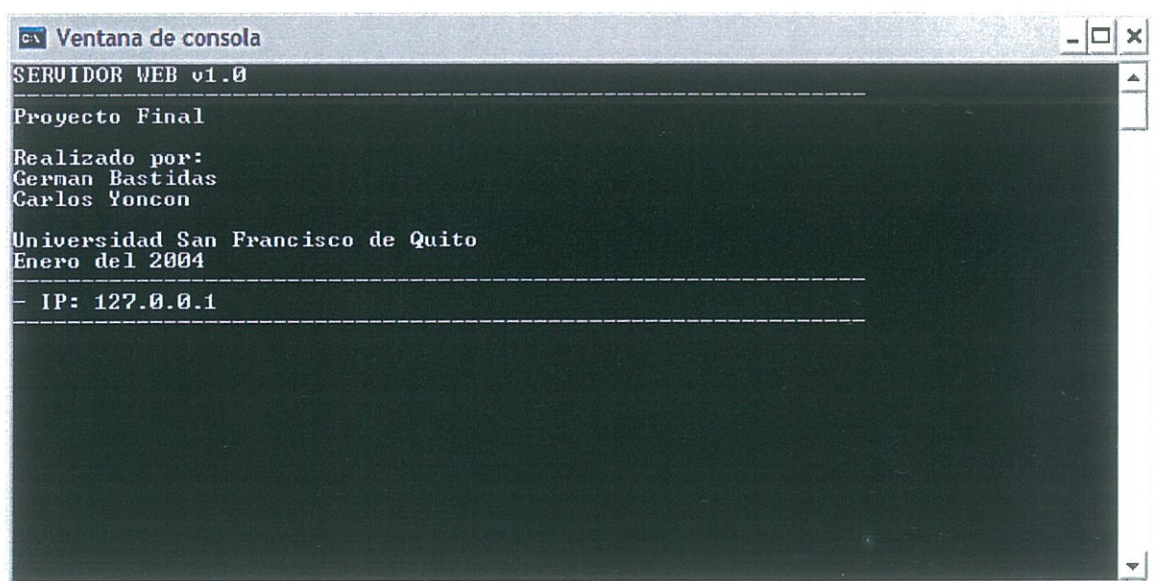 Ventana de consola
SERVIDOR WEB v1.0
--------------------------------------------------------------------------------
Proyecto Final
Realizado por:
German Bastidas
Carlos Yoncon
Universidad San Francisco de Quito
Enero del 2004
--------------------------------------------------------------------------------
- IP: 127.0.0.1
--------------------------------------------------------------------------------